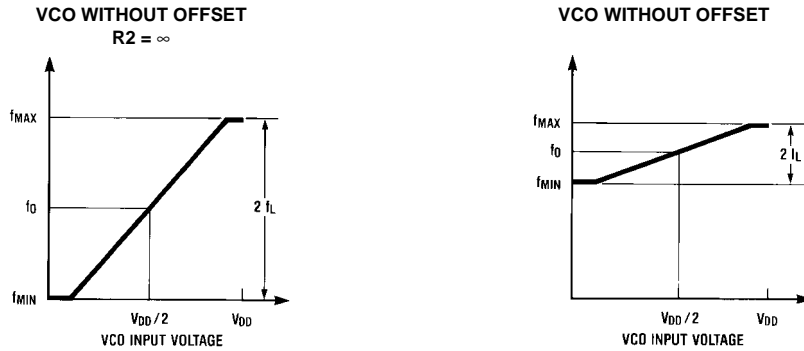 VCO WITHOUT OFFSET
R2 = ∞
fMAX
f0
fMIN
2 fL
VDD/2
VDD
VCO INPUT VOLTAGE
VCO WITHOUT OFFSET
fMAX
f0
fMIN
2 fL
VDD/2
VDD
VCO INPUT VOLTAGE